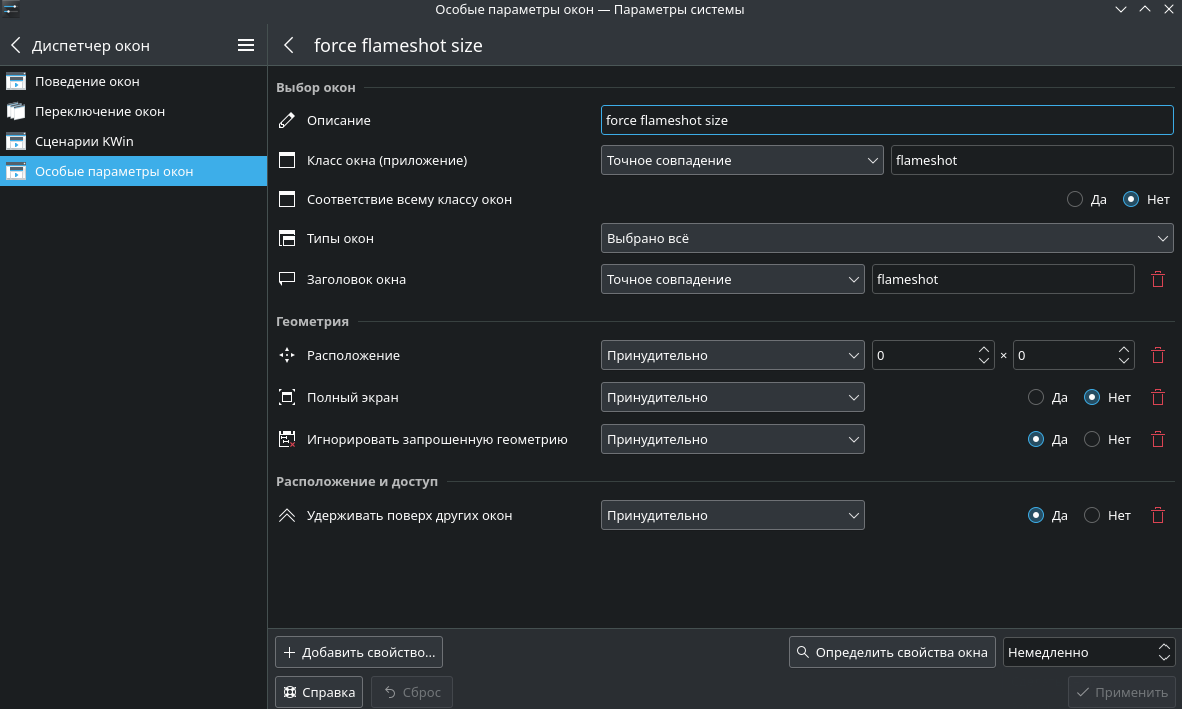 Особые параметры окон — Параметры системы
Диспетчер окон
force flameshot size
Поведение окон
Переключение окон
Сценарии KWin
Особые параметры окон
Выбор окон
Описание force flameshot size
Класс окна (приложение) Точное совпадение flameshot
Соответствие всему классу окон Да Нет
Типы окон Выбрано всё
Заголовок окна Точное совпадение flameshot
Геометрия
Расположение Принудительно 0 × 0
Полный экран Принудительно Да Нет
Игнорировать запрошенную геометрию Принудительно Да Нет
Расположение и доступ
Удерживать поверх других окон Принудительно Да Нет
Добавить свойство... Определить свойства окна Немедленно
Справка Сброс Применить